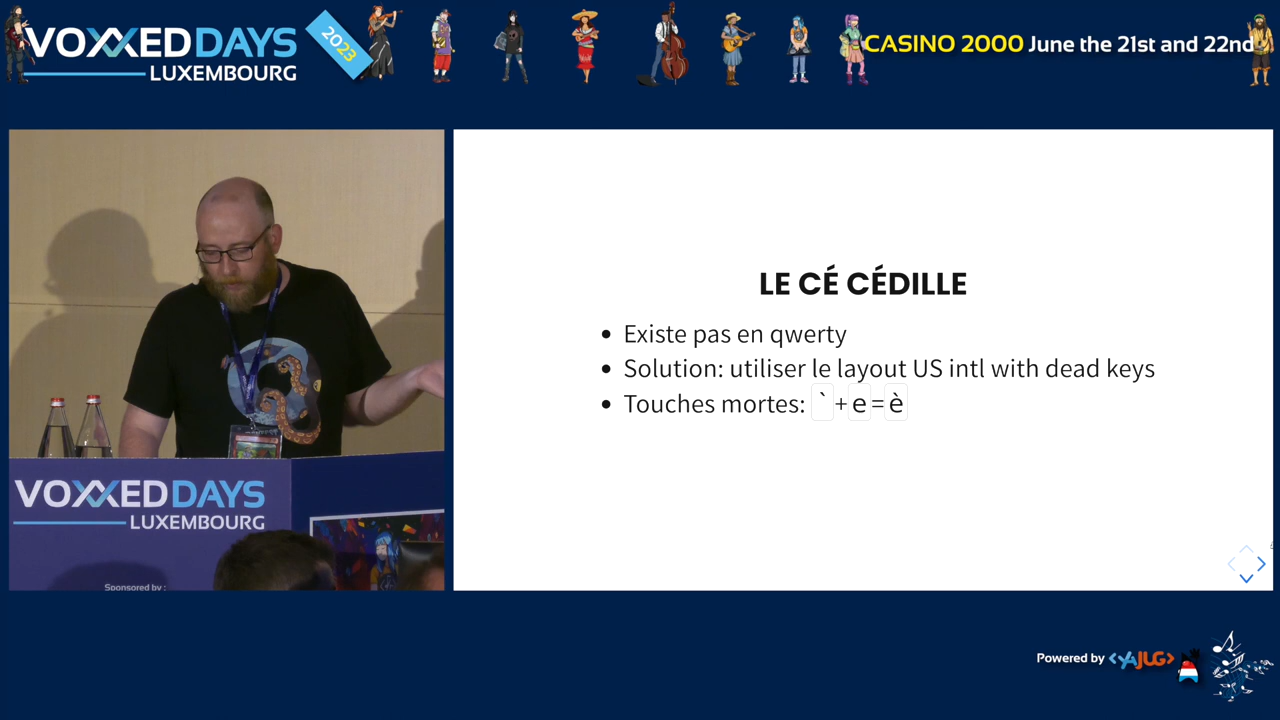 VOXXED DAYS
LUXEMBOURG
2023
CASINO 2000 June the 21st and 22nd
LE CÉ CÉDILLE
Existe pas en qwerty
Solution: utiliser le layout US intl with dead keys
Touches mortes: ` + e = è
VOXXED DAYS
LUXEMBOURG
Sponsored by :
Powered by <YAJUG>